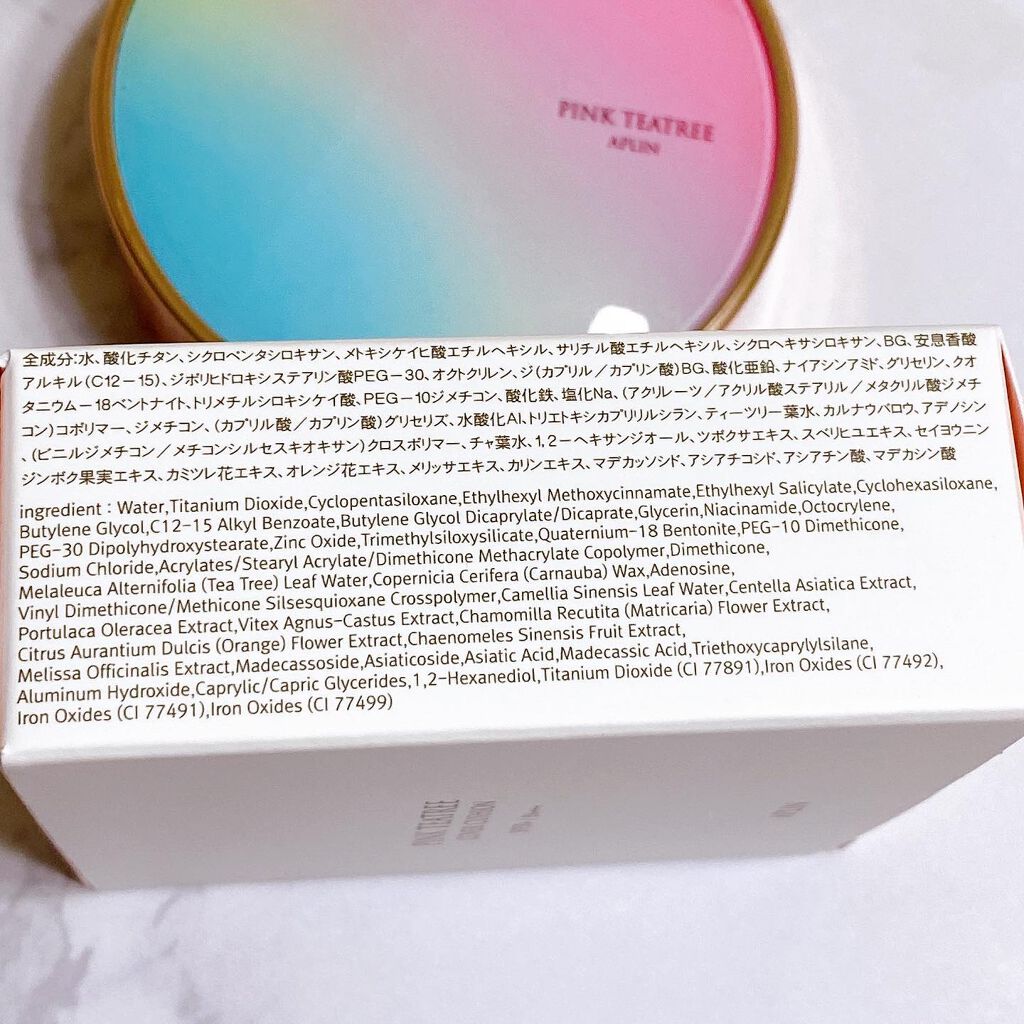 PINK TEATREE
APLIN
全成分:水、酸化チタン、シクロペンタシロキサン、メトキシケイヒ酸エチルヘキシル、サリチル酸エチルヘキシル、シクロヘキサシロキサン、BG、安息香酸
アルキル(C12-15)、ジポリヒドロキシステアリン酸PEG-30、オクトクリレン、ジ(カプリル/カプリン酸)BG、酸化亜鉛、ナイアシンアミド、グリセリン、クオ
タニウム-18ベントナイト、トリメチルシロキシケイ酸、PEG-10ジメチコン、酸化鉄、塩化Na、(アクリレーツ/アクリル酸ステアリル/メタクリル酸ジメチ
コン)コポリマー、ジメチコン、(カプリル酸/カプリン酸)グリセリズ、水酸化Al、トリエトキシカプリリルシラン、ティーツリー葉水、カルナウバロウ、アデノシン
、(ビニルジメチコン/メチコンシルセスキオキサン)クロスポリマー、チャ葉水、1,2-ヘキサンジオール、ツボクサエキス、スベリヒユエキス、セイヨウニン
ジンボク果実エキス、カミツレ花エキス、オレンジ花エキス、メリッサエキス、カリンエキス、マデカッソシド、アシアチコシド、アシアチン酸、マデカシン酸
ingredient : Water,Titanium Dioxide,Cyclopentasiloxane,Ethylhexyl Methoxycinnamate,Ethylhexyl Salicylate,Cyclohexasiloxane,
Butylene Glycol,C12-15 Alkyl Benzoate,Butylene Glycol Dicaprylate/Dicaprate,Glycerin,Niacinamide,Octocrylene,
PEG-30 Dipolyhydroxystearate,Zinc Oxide,Trimethylsiloxysilicate,Quaternium-18 Bentonite,PEG-10 Dimethicone,
Sodium Chloride,Acrylates/Stearyl Acrylate/Dimethicone Methacrylate Copolymer,Dimethicone,
Melaleuca Alternifolia (Tea Tree) Leaf Water,Copernicia Cerifera (Carnauba) Wax,Adenosine,
Vinyl Dimethicone/Methicone Silsesquioxane Crosspolymer,Camellia Sinensis Leaf Water,Centella Asiatica Extract,
Portulaca Oleracea Extract,Vitex Agnus-Castus Extract,Chamomilla Recutita (Matricaria) Flower Extract,
Citrus Aurantium Dulcis (Orange) Flower Extract,Chaenomeles Sinensis Fruit Extract,
Melissa Officinalis Extract,Madecassoside,Asiaticoside,Asiatic Acid,Madecassic Acid,Triethoxycaprylylsilane,
Aluminum Hydroxide,Caprylic/Capric Glycerides,1,2-Hexanediol,Titanium Dioxide (CI 77891),Iron Oxides (CI 77492),
Iron Oxides (CI 77491),Iron Oxides (CI 77499)
PINK TEATREE